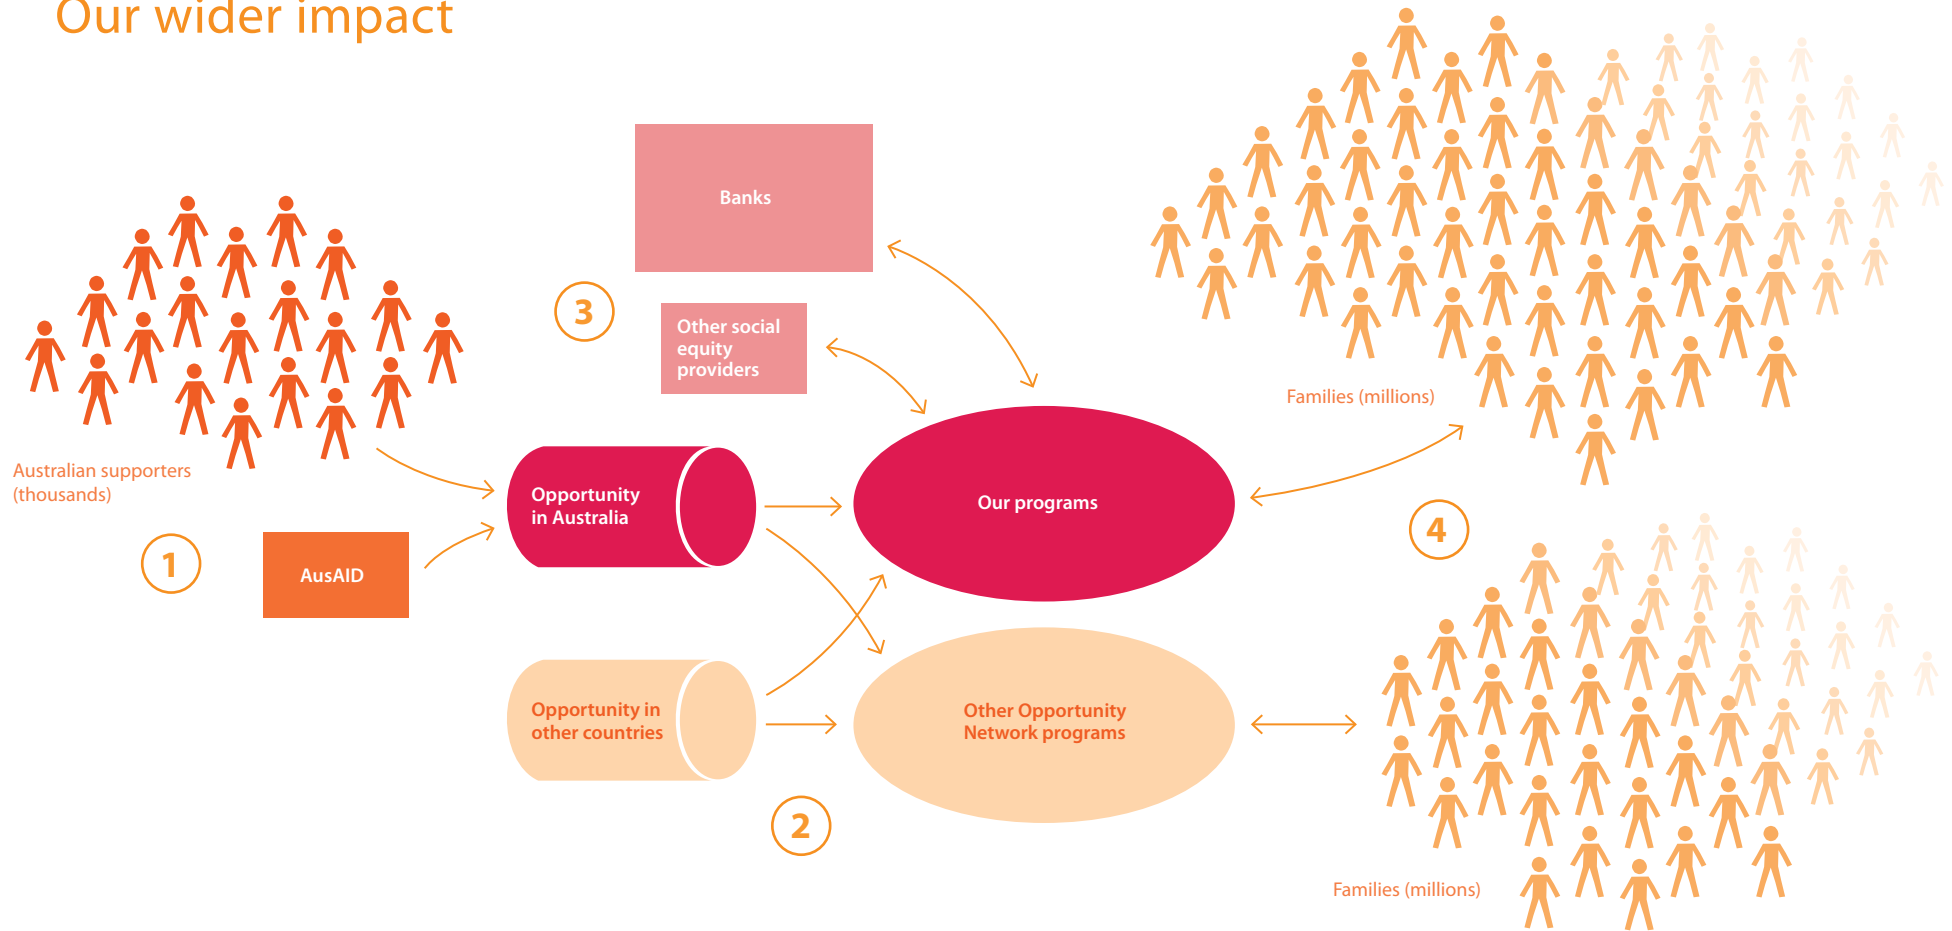 Our wider impact
Banks
3
Other social
equity
providers
Families (millions)
Australian supporters
(thousands)
Opportunity
in Australia
Our programs
1
AusAID
4
Opportunity in
other countries
Other Opportunity
Network programs
2
Families (millions)